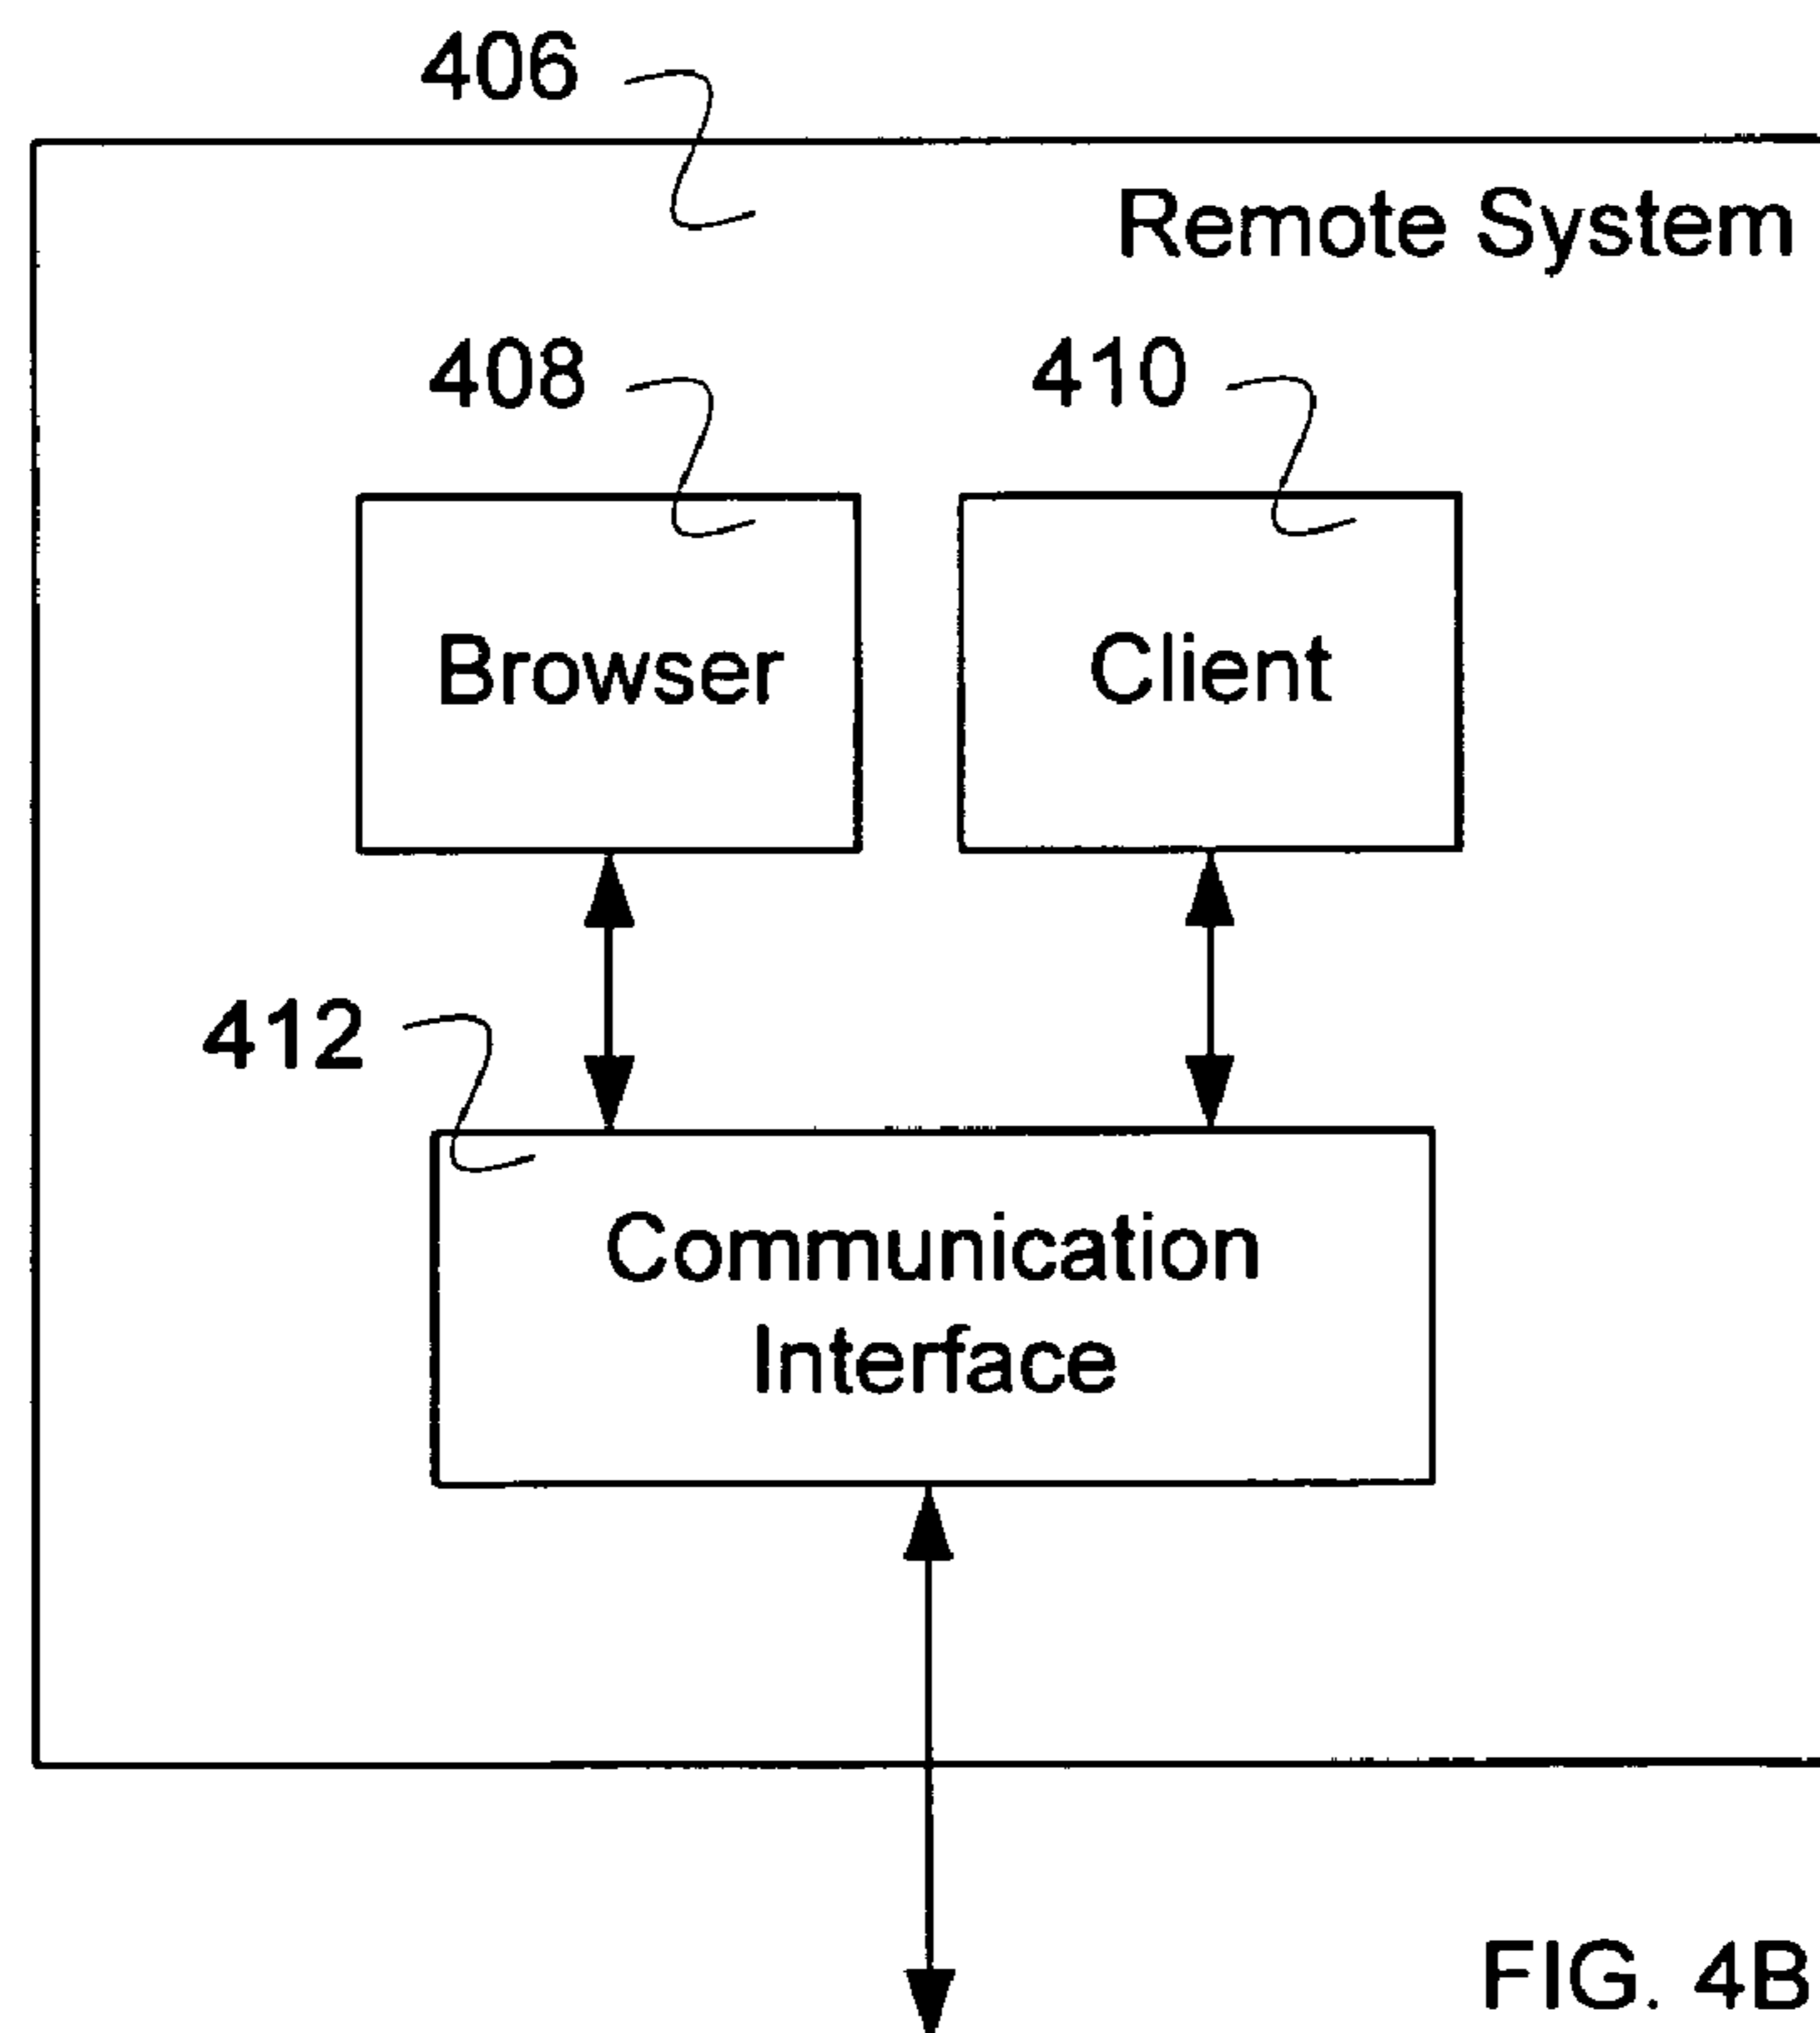 406
Remote System
408
410
Browser
Client
412
Communication
Interface
FIG. 4B